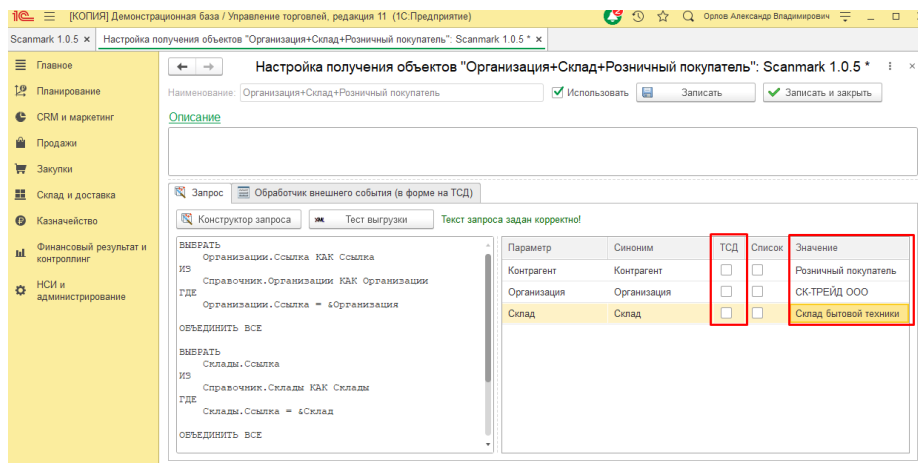 1С [КОПИЯ] Демонстрационная база / Управление торговлей, редакция 11 (1С:Предприятие) Орлов Александр Владимирович
Scanmark 1.0.5 × Настройка получения объектов "Организация+Склад+Розничный покупатель": Scanmark 1.0.5 * ×
Главное
Планирование
CRM и маркетинг
Продажи
Закупки
Склад и доставка
Казначейство
Финансовый результат и
контроллинг
НСИ и
администрирование
Настройка получения объектов "Организация+Склад+Розничный покупатель": Scanmark 1.0.5 *
Наименование: Организация+Склад+Розничный покупатель Использовать Записать Записать и закрыть
Описание
Запрос Обработчик внешнего события (в форме на ТСД)
Конструктор запроса XML Тест выгрузки Текст запроса задан корректно!
ВЫБРАТЬ
Организации.Ссылка КАК Ссылка
ИЗ
Справочник.Организации КАК Организации
ГДЕ
Организации.Ссылка = &Организация
ОБЪЕДИНИТЬ ВСЕ
ВЫБРАТЬ
Склады.Ссылка
ИЗ
Справочник.Склады КАК Склады
ГДЕ
Склады.Ссылка = &Склад
ОБЪЕДИНИТЬ ВСЕ
Параметр Синоним ТСД Список Значение
Контрагент Контрагент Розничный покупатель
Организация Организация СК-ТРЕЙД ООО
Склад Склад Склад бытовой техники